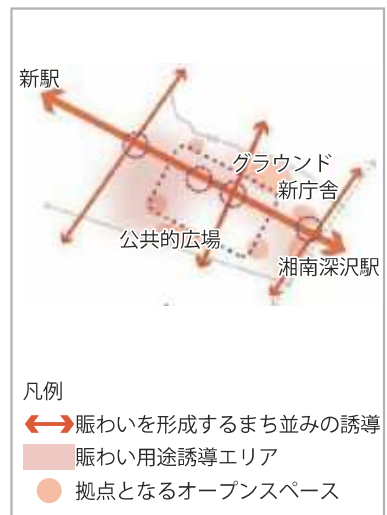 新駅
グラウンド
新庁舎
公共的広場
湘南深沢駅
凡例
賑わいを形成するまち並みの誘導
賑わい用途誘導エリア
拠点となるオープンスペース